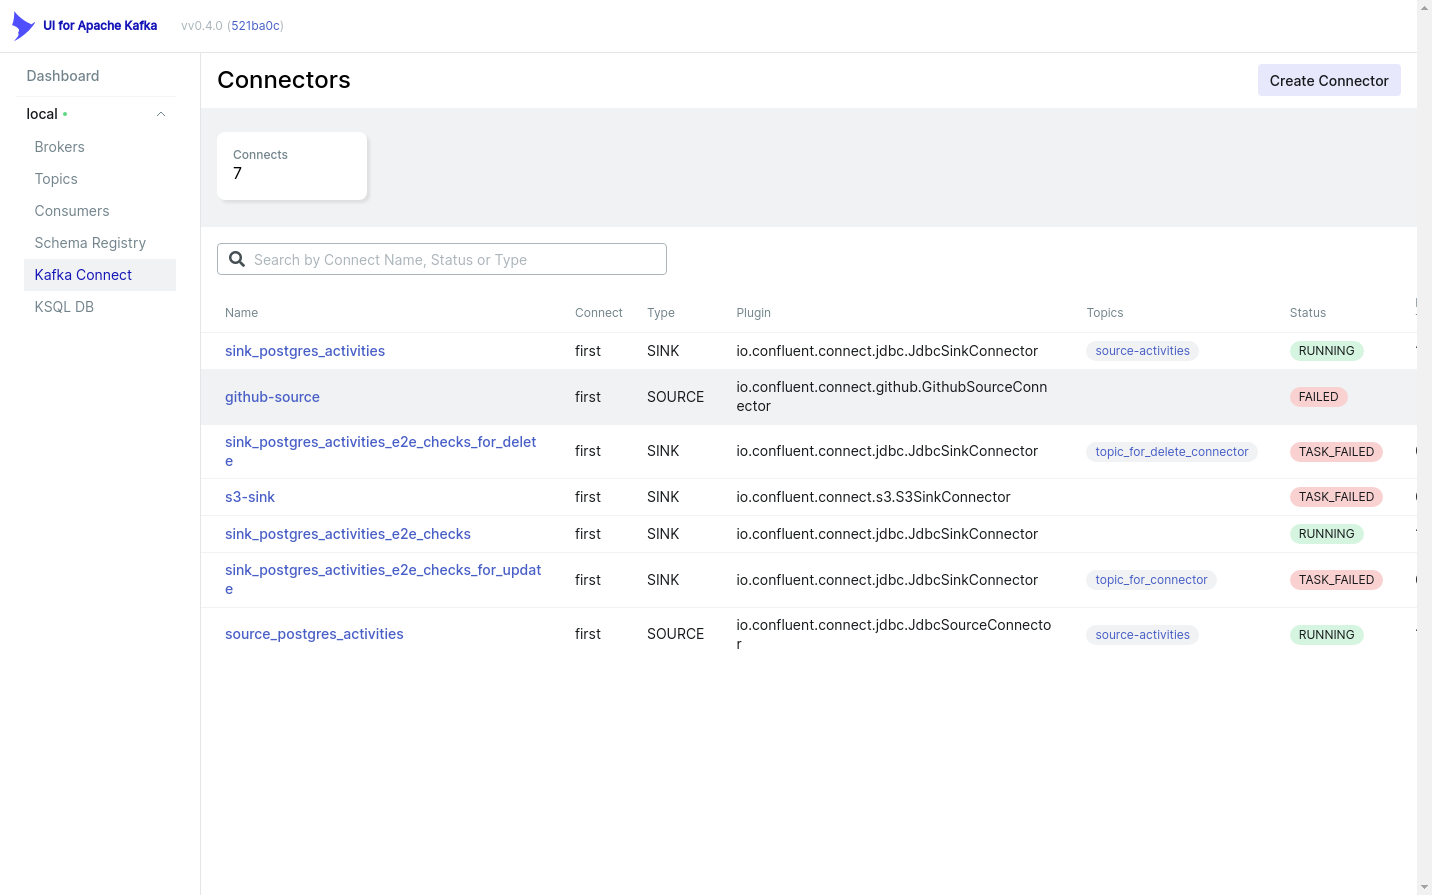 UI for Apache Kafka vv0.4.0 (521ba0c)
Dashboard
local
Brokers
Topics
Consumers
Schema Registry
Kafka Connect
KSQL DB
Connectors
Create Connector
Connects
7
Search by Connect Name, Status or Type
Name Connect Type Plugin Topics Status
sink_postgres_activities first SINK io.confluent.connect.jdbc.JdbcSinkConnector source-activities RUNNING
github-source first SOURCE io.confluent.connect.github.GithubSourceConn
ector FAILED
sink_postgres_activities_e2e_checks_for_delet
e first SINK io.confluent.connect.jdbc.JdbcSinkConnector topic_for_delete_connector TASK_FAILED
s3-sink first SINK io.confluent.connect.s3.S3SinkConnector TASK_FAILED
sink_postgres_activities_e2e_checks first SINK io.confluent.connect.jdbc.JdbcSinkConnector RUNNING
sink_postgres_activities_e2e_checks_for_updat
e first SINK io.confluent.connect.jdbc.JdbcSinkConnector topic_for_connector TASK_FAILED
source_postgres_activities first SOURCE io.confluent.connect.jdbc.JdbcSourceConnecto
r source-activities RUNNING